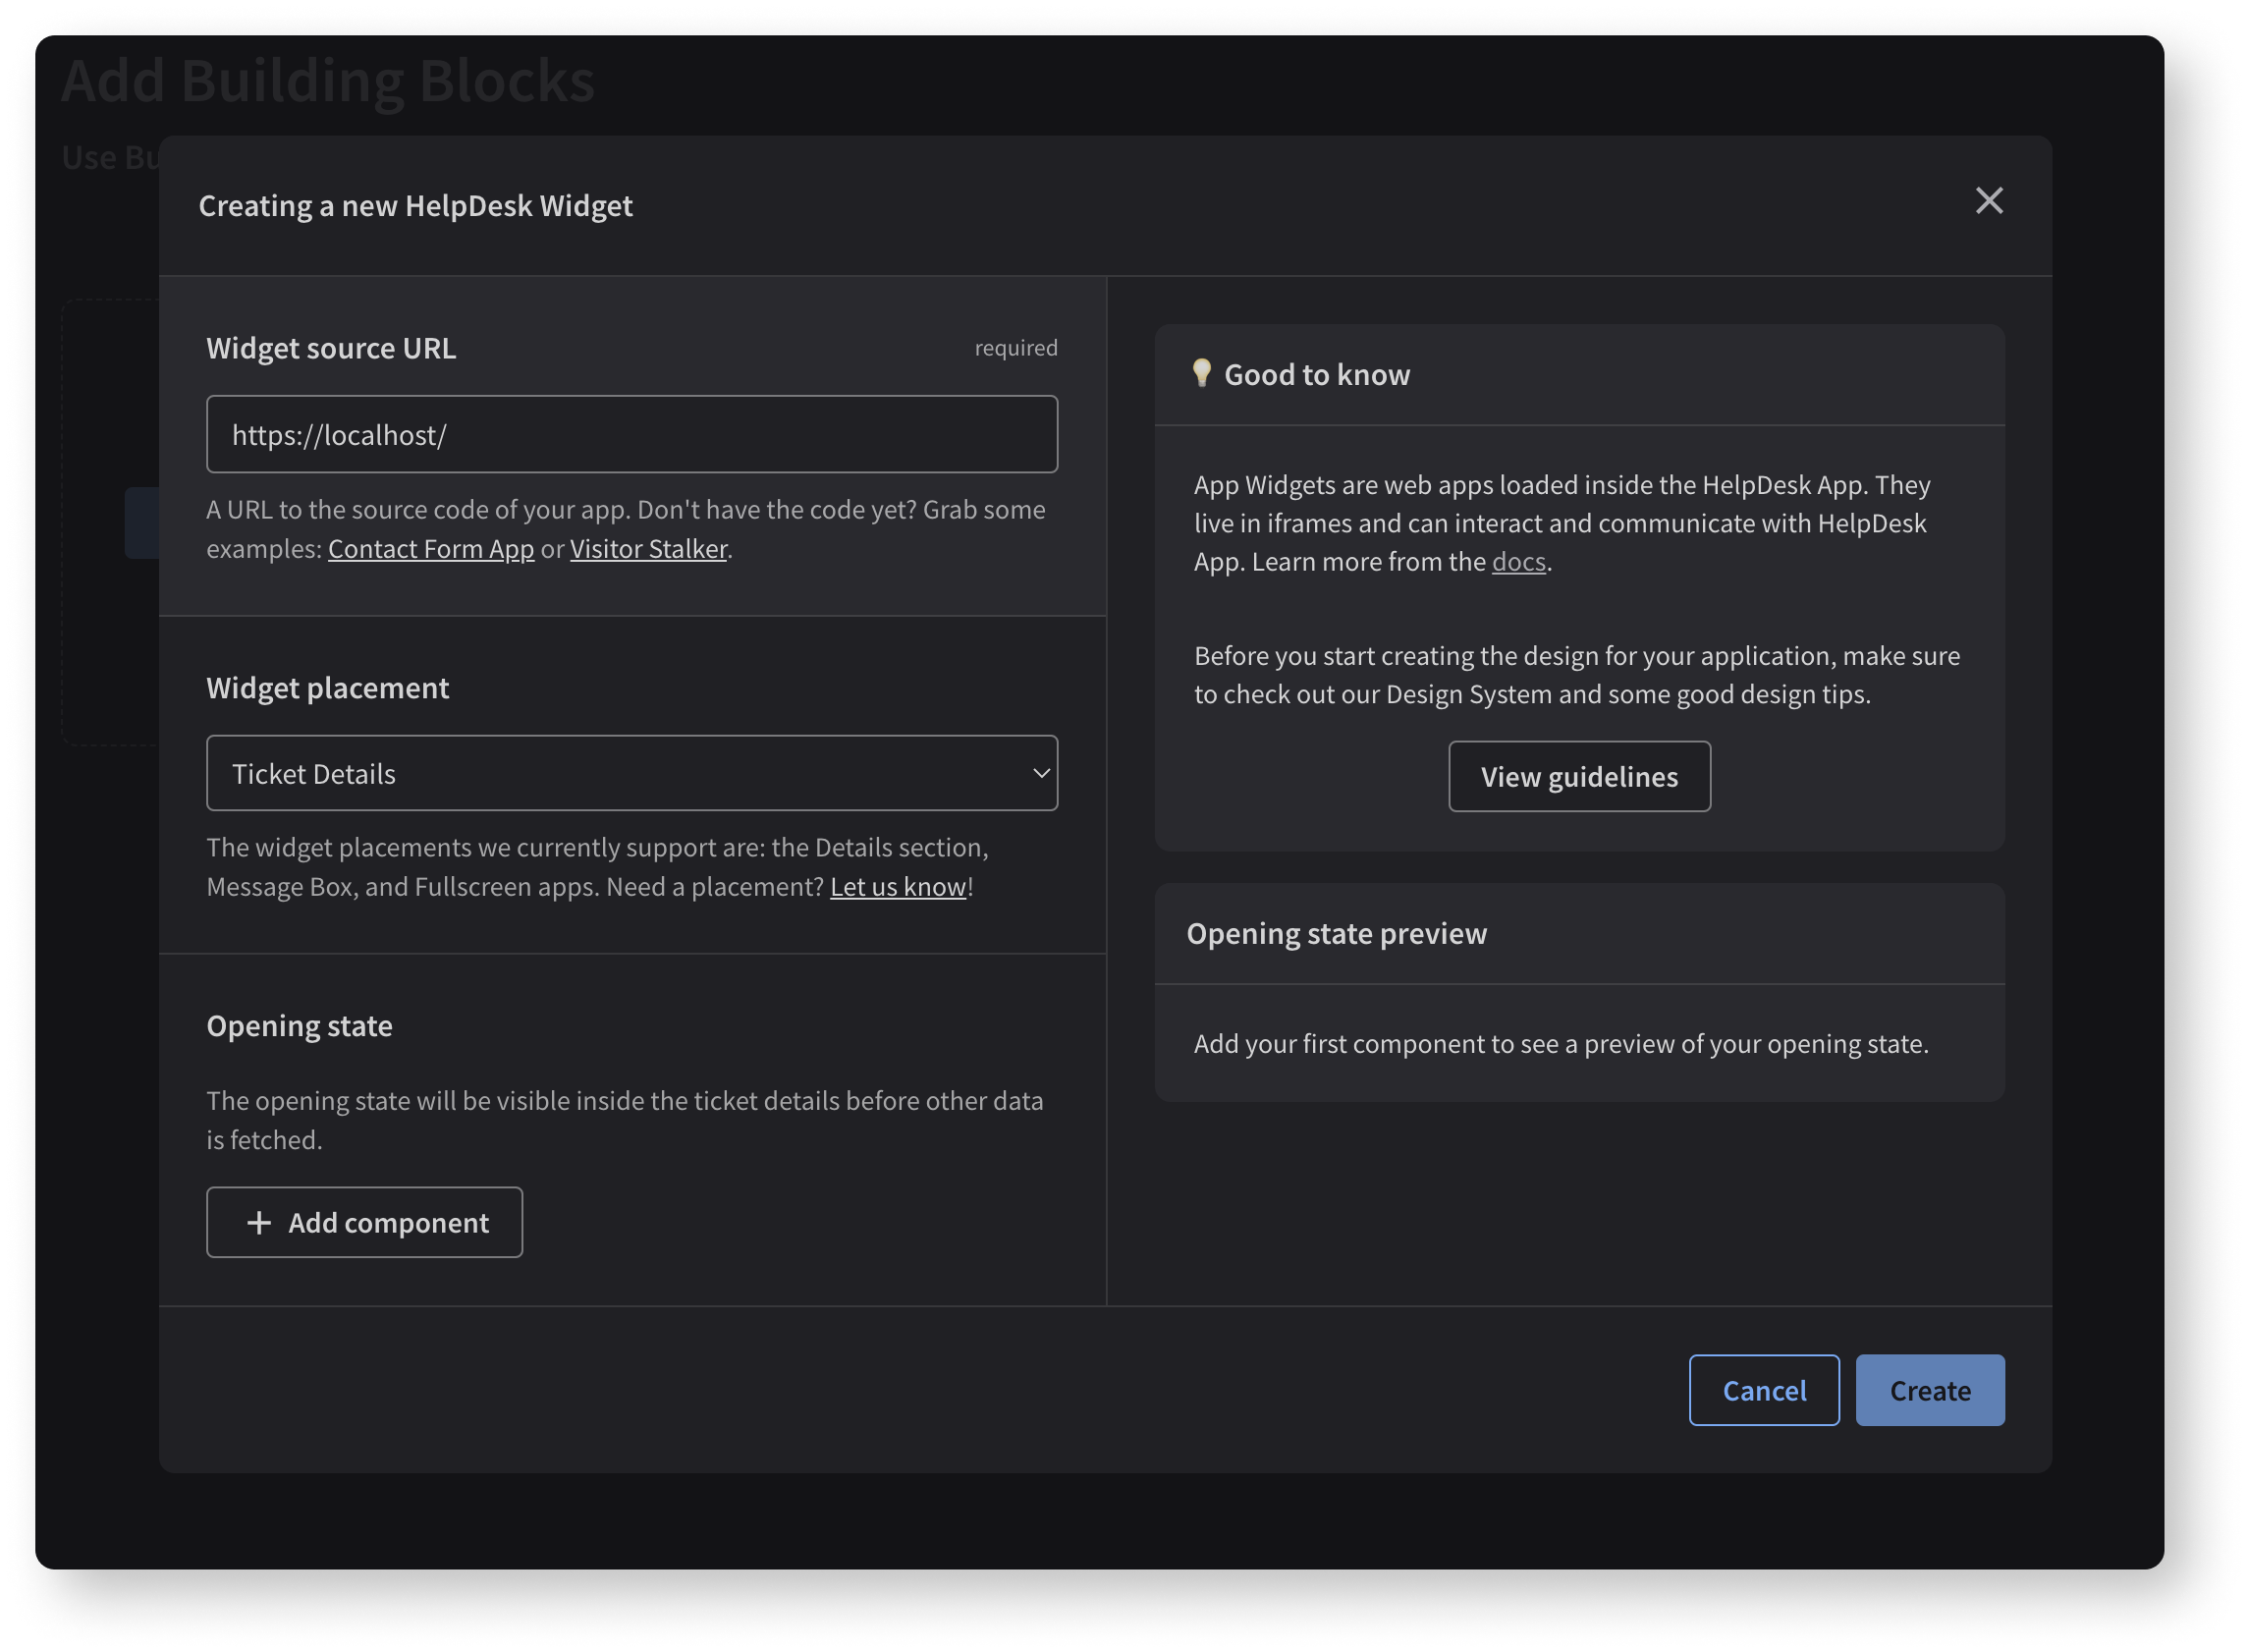 Add Building Blocks
Use Bu
Creating a new HelpDesk Widget
Widget source URL
required
https://localhost/
A URL to the source code of your app. Don't have the code yet? Grab some
examples: Contact Form App or Visitor Stalker.
Widget placement
Ticket Details
The widget placements we currently support are: the Details section,
Message Box, and Fullscreen apps. Need a placement? Let us know!
Opening state
The opening state will be visible inside the ticket details before other data
is fetched.
Add component
Good to know
App Widgets are web apps loaded inside the HelpDesk App. They
live in iframes and can interact and communicate with HelpDesk
App. Learn more from the docs.
Before you start creating the design for your application, make sure
to check out our Design System and some good design tips.
View guidelines
Opening state preview
Add your first component to see a preview of your opening state.
Cancel
Create